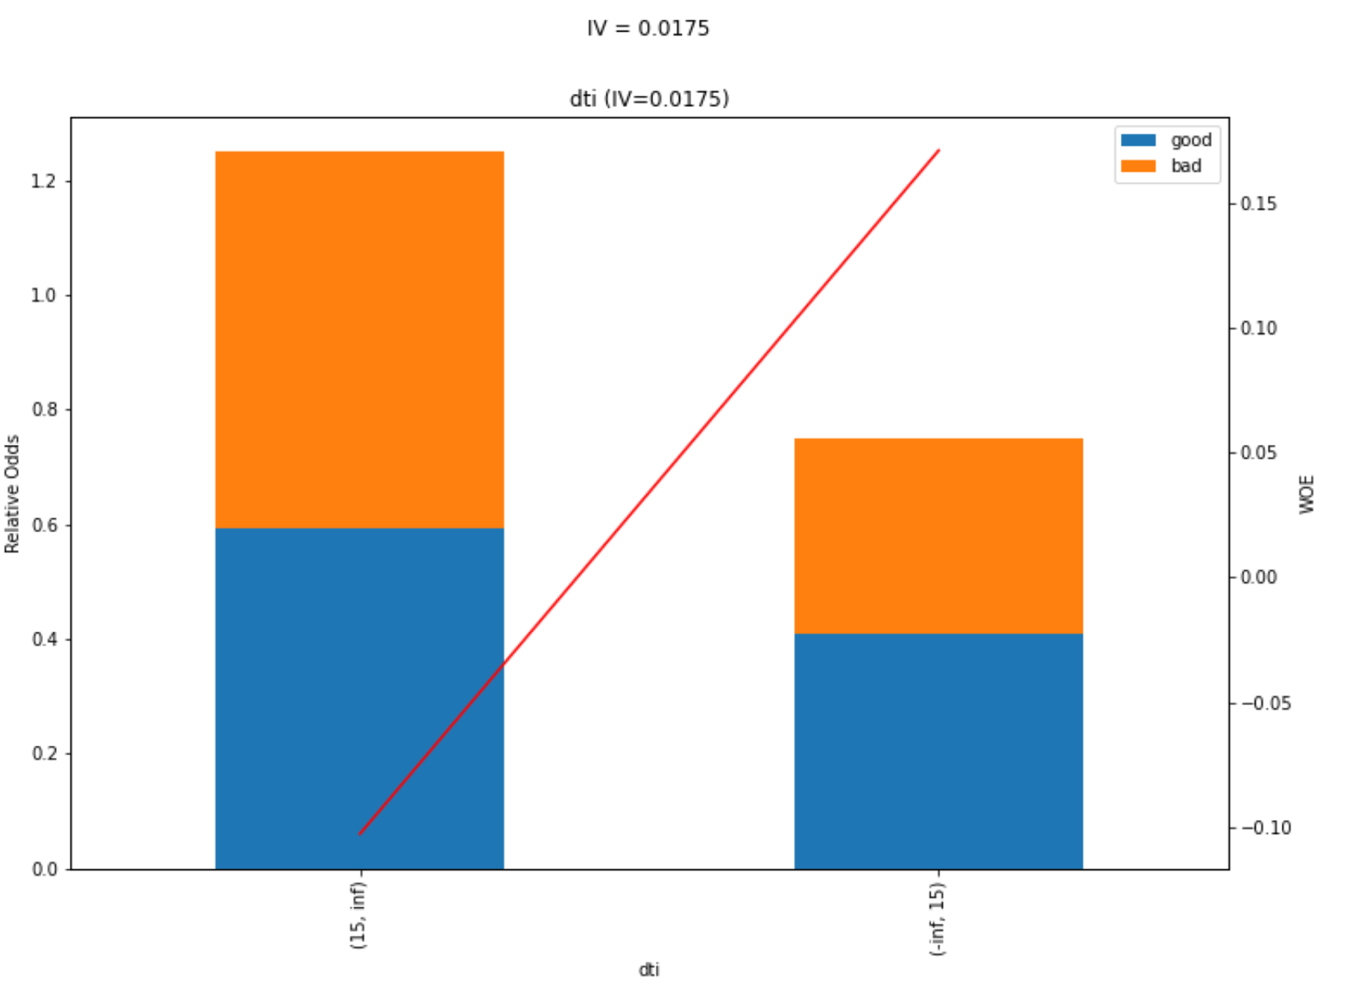 IV = 0.0175
dti (IV=0.0175)
good
bad
1.2
1.0
0.8
0.6
0.4
0.2
0.0
Relative Odds
0.15
0.10
0.05
0.00
−0.05
−0.10
WOE
(15, inf)
(-inf, 15)
dti